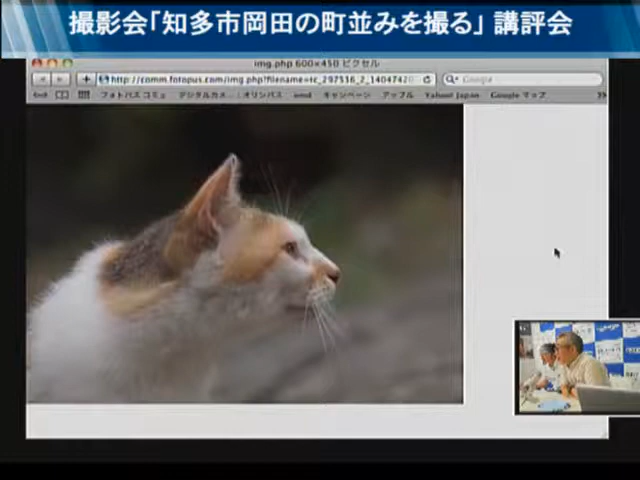 撮影会「知多市岡田の町並みを撮る」 講評会
img.php 600×450 ピクセル
http://comm.fotopus.com/img.php?filename=tc_297516_2_14047420
Google
フォトパス コミュ デジタルカメ... : オリンパス amd キャンペーン アップル Yahoo! Japan Google マップ